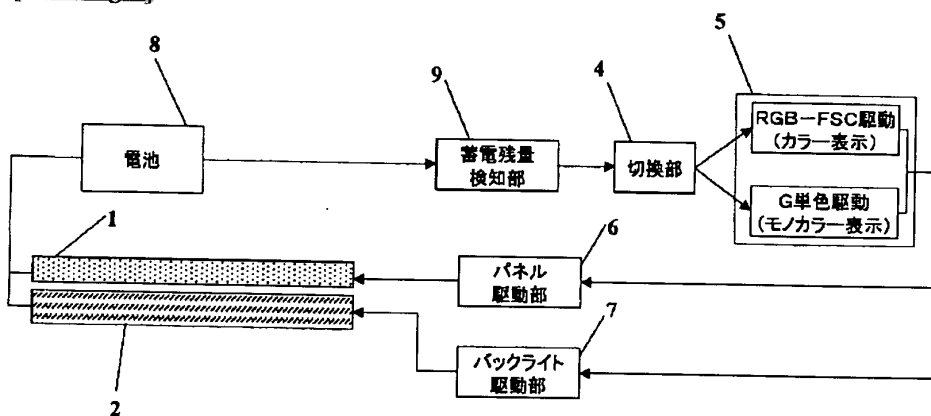 8
9
4
5
電池
蓄電残量
検知部
切換部
RGB－FSC駆動
(カラー表示)
G単色駆動
(モノカラー表示)
1
6
パネル
駆動部
7
バックライト
駆動部
2